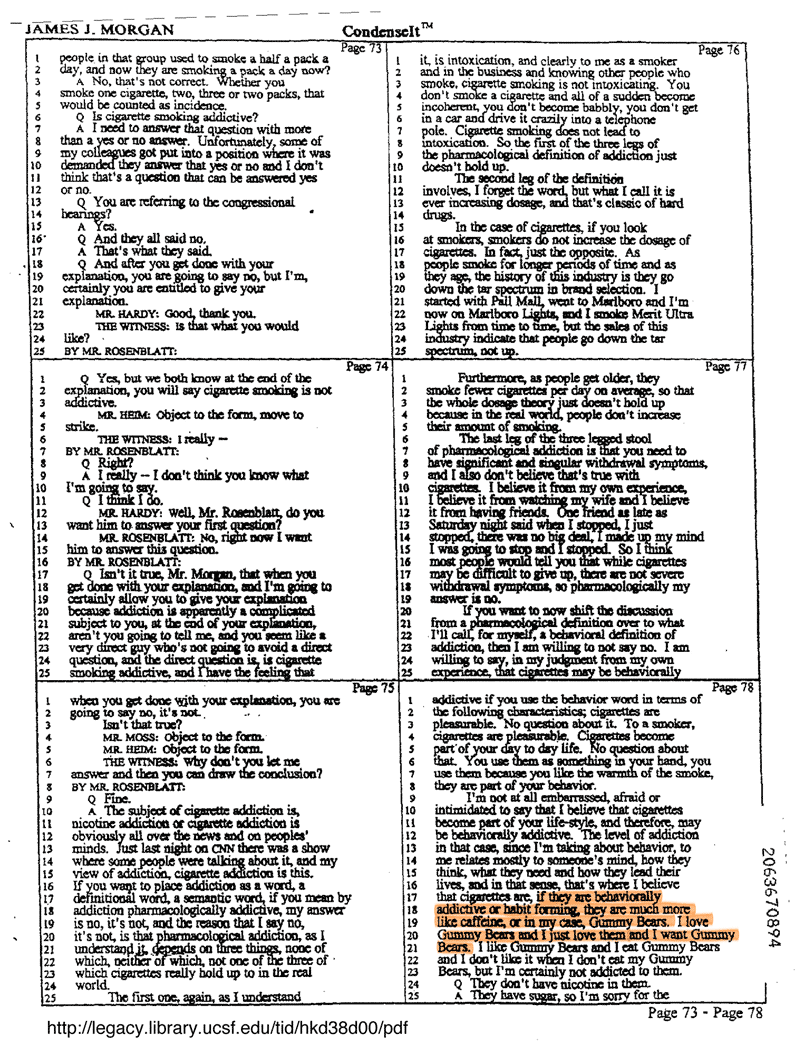 JAMES J. MORGAN
CondenseIt™
Page 73
1 people in that group used to smoke a half a pack a
2 day, and now they are smoking a pack a day now?
3 A No, that's not correct. Whether you
4 smoke one cigarette, two, three or two packs, that
5 would be counted as incidence.
6 Q Is cigarette smoking addictive?
7 A I need to answer that question with more
8 than a yes or no answer. Unfortunately, some of
9 my colleagues got put into a position where it was
10 demanded they answer that yes or no and I don't
11 think that's a question that can be answered yes
12 or no.
13 Q You are referring to the congressional
14 hearings?
15 A Yes.
16 Q And they all said no.
17 A That's what they said.
18 Q And after you get done with your
19 explanation, you are going to say no, but I'm,
20 certainly you are entitled to give your
21 explanation.
22 MR. HARDY: Good, thank you.
23 THE WITNESS: Is that what you would
24 like?
25 BY MR. ROSENBLATT:
Page 74
1 Q Yes, but we both know at the end of the
2 explanation, you will say cigarette smoking is not
3 addictive.
4 MR. HEIM: Object to the form, move to
5 strike.
6 THE WITNESS: I really --
7 BY MR. ROSENBLATT:
8 Q Right?
9 A I really -- I don't think you know what
10 I'm going to say.
11 Q I think I do.
12 MR. HARDY: Well, Mr. Rosenblatt, do you
13 want him to answer your first question?
14 MR. ROSENBLATT: No, right now I want
15 him to answer this question.
16 BY MR. ROSENBLATT:
17 Q Isn't it true, Mr. Morgan, that when you
18 get done with your explanation, and I'm going to
19 certainly allow you to give your explanation
20 because addiction is apparently a complicated
21 subject to you, at the end of your explanation,
22 aren't you going to tell me, and you seem like a
23 very direct guy who's not going to avoid a direct
24 question, and the direct question is, is cigarette
25 smoking addictive, and I have the feeling that
Page 75
1 when you get done with your explanation, you are
2 going to say no, it's not.
3 Isn't that true?
4 MR. MOSS: Object to the form.
5 MR. HEIM: Object to the form.
6 THE WITNESS: Why don't you let me
7 answer and then you can draw the conclusion?
8 BY MR. ROSENBLATT:
9 Q Fine.
10 A The subject of cigarette addiction is,
11 nicotine addiction or cigarette addiction is
12 obviously all over the news and on peoples'
13 minds. Just last night on CNN there was a show
14 where some people were talking about it, and my
15 view of addiction, cigarette addiction is this.
16 If you want to place addiction as a word, a
17 definitional word, a semantic word, if you mean by
18 addiction pharmacologically addictive, my answer
19 is no, it's not, and the reason that I say no,
20 it's not, is that pharmacological addiction, as I
21 understand it, depends on three things, none of
22 which, neither of which, not one of the three of
23 which cigarettes really hold up to in the real
24 world.
25 The first one, again, as I understand
Page 76
1 it, is intoxication, and clearly to me as a smoker
2 and in the business and knowing other people who
3 smoke, cigarette smoking is not intoxicating. You
4 don't smoke a cigarette and all of a sudden become
5 incoherent, you don't become babbly, you don't get
6 in a car and drive it crazily into a telephone
7 pole. Cigarette smoking does not lead to
8 intoxication. So the first of the three legs of
9 the pharmacological definition of addiction just
10 doesn't hold up.
11 The second leg of the definition
12 involves, I forget the word, but what I call it is
13 ever increasing dosage, and that's classic of hard
14 drugs.
15 In the case of cigarettes, if you look
16 at smokers, smokers do not increase the dosage of
17 cigarettes. In fact, just the opposite. As
18 people smoke for longer periods of time and as
19 they age, the history of this industry is they go
20 down the tar spectrum in brand selection. I
21 started with Pall Mall, went to Marlboro and I'm
22 now on Marlboro Lights, and I smoke Merit Ultra
23 Lights from time to time, but the sales of this
24 industry indicate that people go down the tar
25 spectrum, not up.
Page 77
1 Furthermore, as people get older, they
2 smoke fewer cigarettes per day on average, so that
3 the whole dosage theory just doesn't hold up
4 because in the real world, people don't increase
5 their amount of smoking.
6 The last leg of the three legged stool
7 of pharmacological addiction is that you need to
8 have significant and singular withdrawal symptoms,
9 and I also don't believe that's true with
10 cigarettes. I believe it from my own experience,
11 I believe it from watching my wife and I believe
12 it from having friends. One friend as late as
13 Saturday night said when I stopped, I just
14 stopped, there was no big deal, I made up my mind
15 I was going to stop and I stopped. So I think
16 most people would tell you that while cigarettes
17 may be difficult to give up, there are not severe
18 withdrawal symptoms, so pharmacologically my
19 answer is no.
20 If you want to now shift the discussion
21 from a pharmacological definition over to what
22 I'll call, for myself, a behavioral definition of
23 addiction, then I am willing to not say no. I am
24 willing to say, in my judgment from my own
25 experience, that cigarettes may be behaviorally
Page 78
1 addictive if you use the behavior word in terms of
2 the following characteristics; cigarettes are
3 pleasurable. No question about it. To a smoker,
4 cigarettes are pleasurable. Cigarettes become
5 part of your day to day life. No question about
6 that. You use them as something in your hand, you
7 use them because you like the warmth of the smoke,
8 they are part of your behavior.
9 I'm not at all embarrassed, afraid or
10 intimidated to say that I believe that cigarettes
11 become part of your life-style, and therefore, may
12 be behaviorally addictive. The level of addiction
13 in that case, since I'm taking about behavior, to
14 me relates mostly to someone's mind, how they
15 think, what they need and how they lead their
16 lives, and in that sense, that's where I believe
17 that cigarettes are, if they are behaviorally
18 addictive or habit forming, they are much more
19 like caffeine, or in my case, Gummy Bears. I love
20 Gummy Bears and I just love them and I want Gummy
21 Bears. I like Gummy Bears and I eat Gummy Bears
22 and I don't like it when I don't eat my Gummy
23 Bears, but I'm certainly not addicted to them.
24 Q They don't have nicotine in them.
25 A They have sugar, so I'm sorry for the
2063670894
Page 73 - Page 78
http://legacy.library.ucsf.edu/tid/hkd38d00/pdf